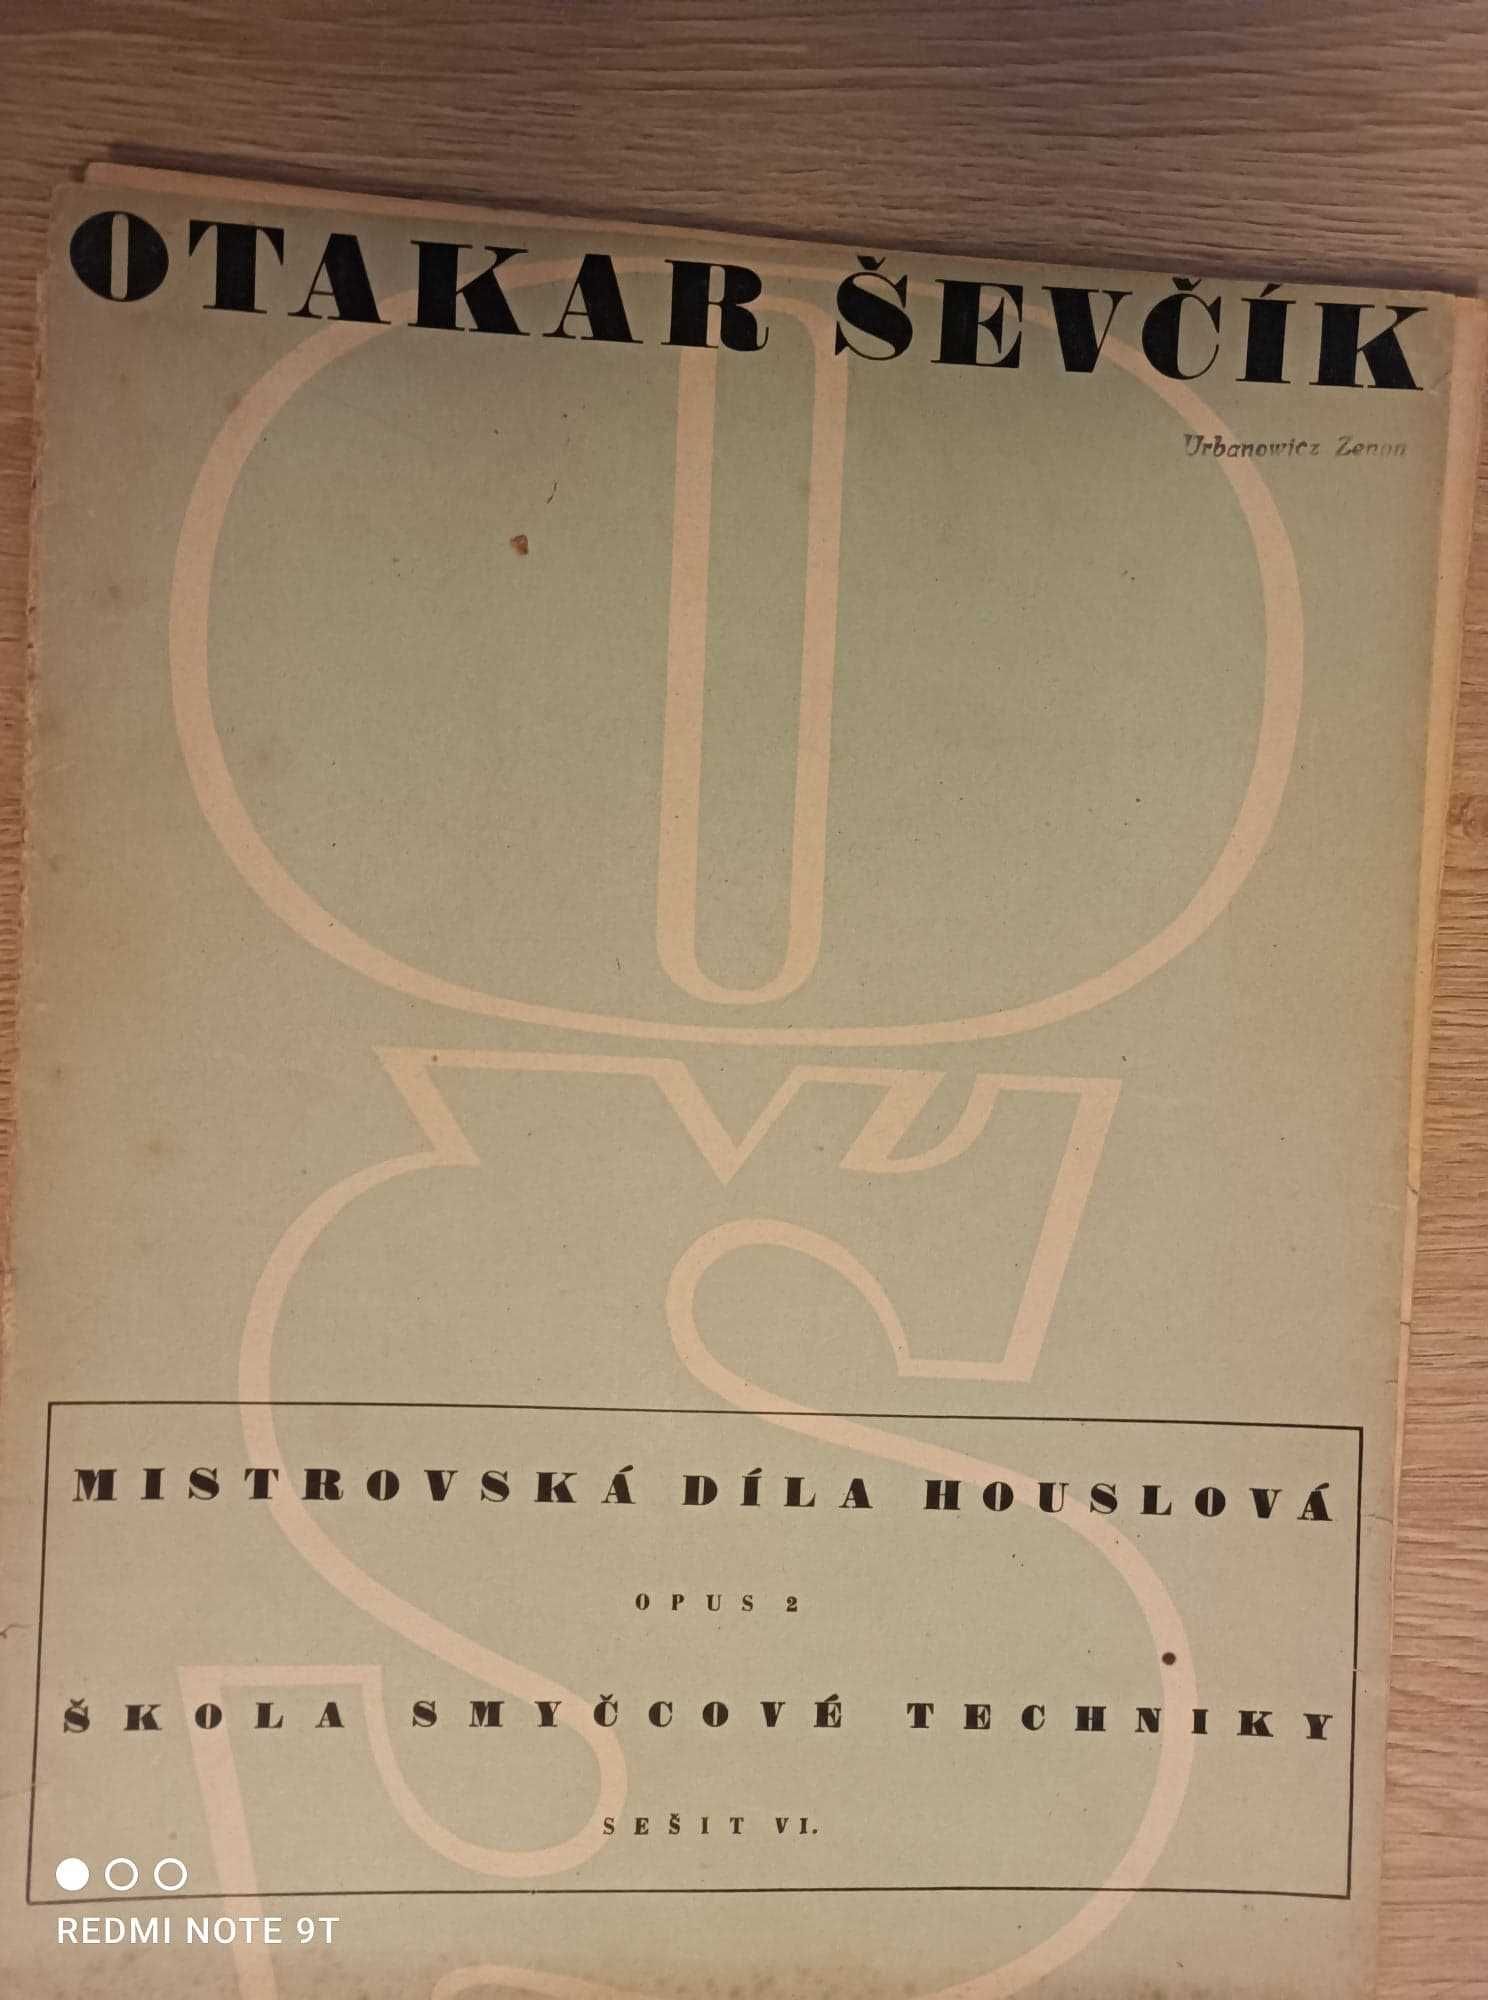 OTAKAR ŠEVČÍK
Urbanowicz Zenon
MISTROVSKÁ DÍLA HOUSLOVÁ
OPUS 2
ŠKOLA SMYČCOVÉ TECHNIKY
SEŠIT VI.
REDMI NOTE 9T